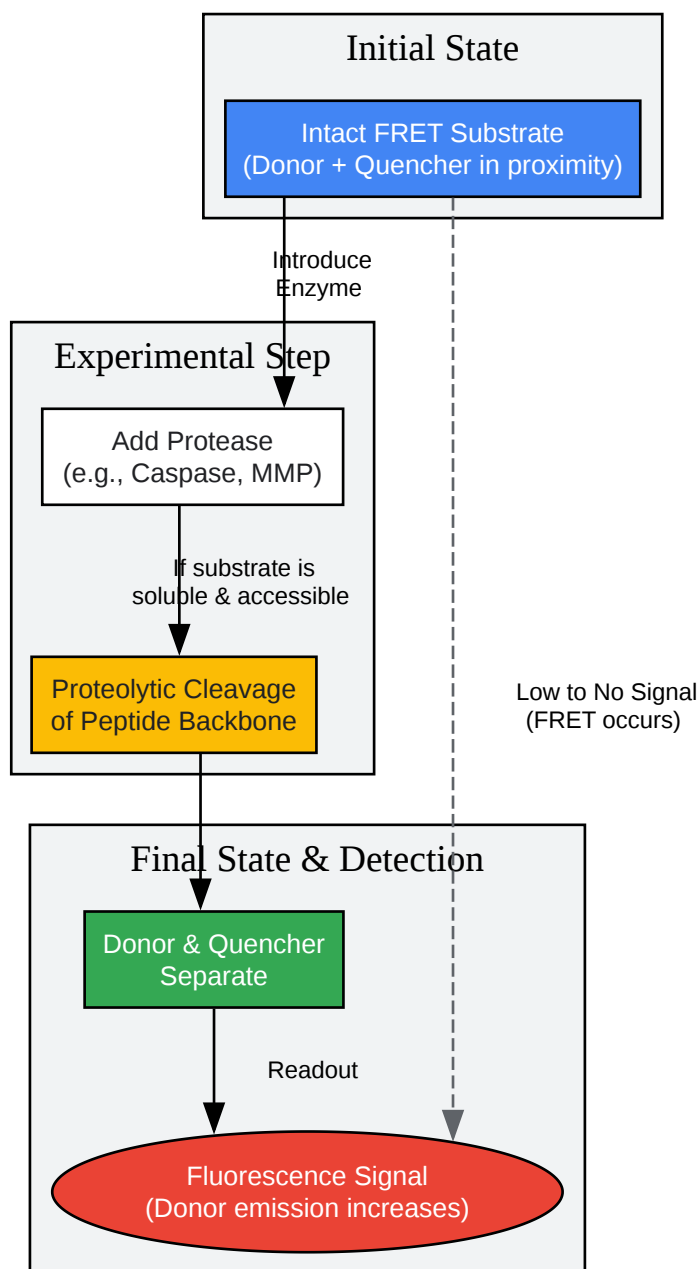 Initial State
Intact FRET Substrate
(Donor + Quencher in proximity)
Introduce
Enzyme
Experimental Step
Add Protease
(e.g., Caspase, MMP)
If substrate is
soluble & accessible
Proteolytic Cleavage
of Peptide Backbone
Low to No Signal
(FRET occurs)
Final State & Detection
Donor & Quencher
Separate
Readout
Fluorescence Signal
(Donor emission increases)